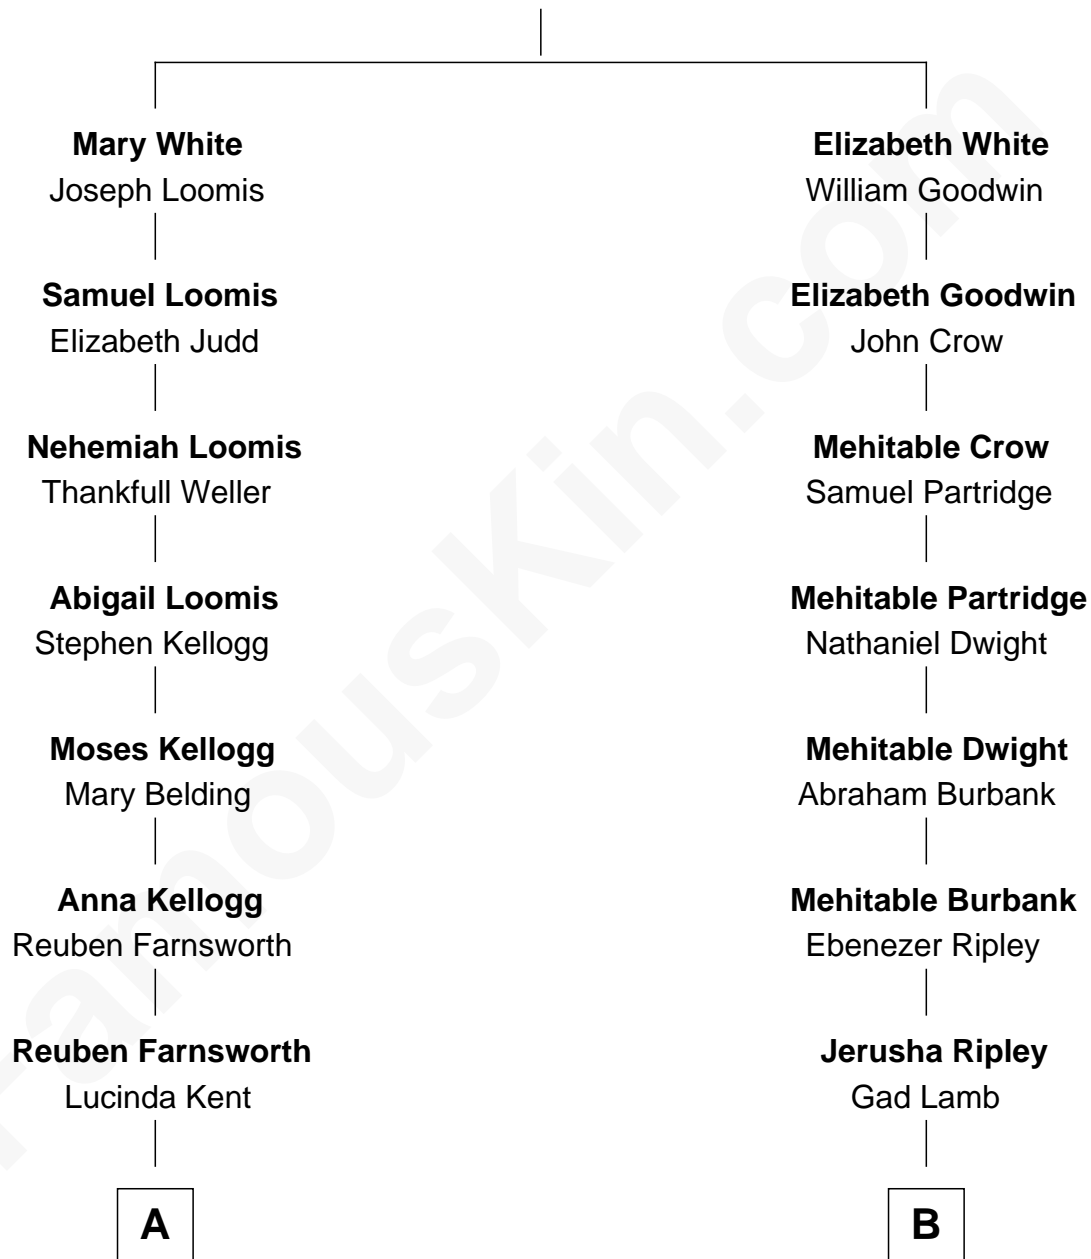 Mary White
Joseph Loomis
Samuel Loomis
Elizabeth Judd
Nehemiah Loomis
Thankfull Weller
Abigail Loomis
Stephen Kellogg
Moses Kellogg
Mary Belding
Anna Kellogg
Reuben Farnsworth
Reuben Farnsworth
Lucinda Kent
A
Elizabeth White
William Goodwin
Elizabeth Goodwin
John Crow
Mehitable Crow
Samuel Partridge
Mehitable Partridge
Nathaniel Dwight
Mehitable Dwight
Abraham Burbank
Mehitable Burbank
Ebenezer Ripley
Jerusha Ripley
Gad Lamb
B
FamousKin.com